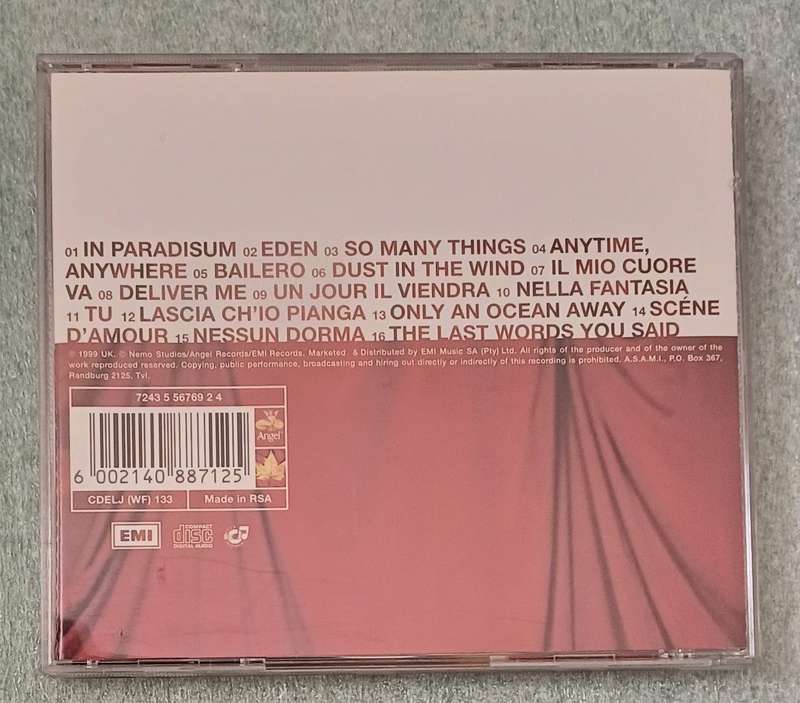 01 IN PARADISUM 02 EDEN 03 SO MANY THINGS 04 ANYTIME,
ANYWHERE 05 BAILERO 06 DUST IN THE WIND 07 IL MIO CUORE
VA 08 DELIVER ME 09 UN JOUR IL VIENDRA 10 NELLA FANTASIA
11 TU 12 LASCIA CH'IO PIANGA 13 ONLY AN OCEAN AWAY 14 SCÉNE
D'AMOUR 15 NESSUN DORMA 16 THE LAST WORDS YOU SAID
℗ 1999 UK. © Nemo Studios/Angel Records/EMI Records. Marketed & Distributed by EMI Music SA (Pty) Ltd. All rights of the producer and of the owner of the
work reproduced reserved. Copying, public performance, broadcasting and hiring out directly or indirectly of this recording is prohibited. A.S.A.M.I., P.O. Box 367,
Randburg 2125, Tvl.
7243 5 56769 2 4
Angel
6 002140 887125
CDELJ (WF) 133 Made in RSA
EMI
COMPACT
disc
DIGITAL AUDIO